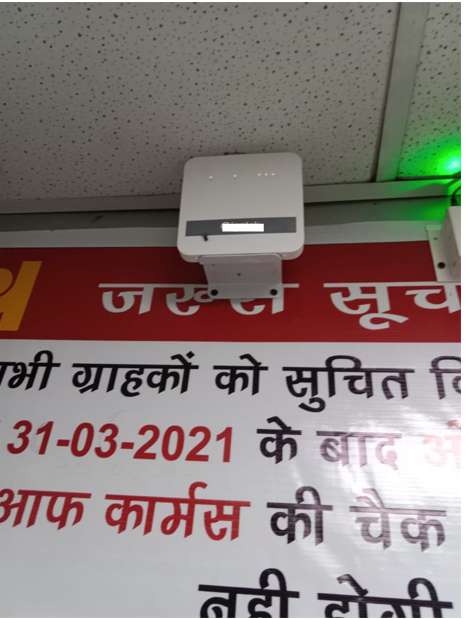 जरूरी सूच
भी ग्राहकों को सुचित
31-03-2021 के बाद
आफ कार्मस की चैक
नही होगी